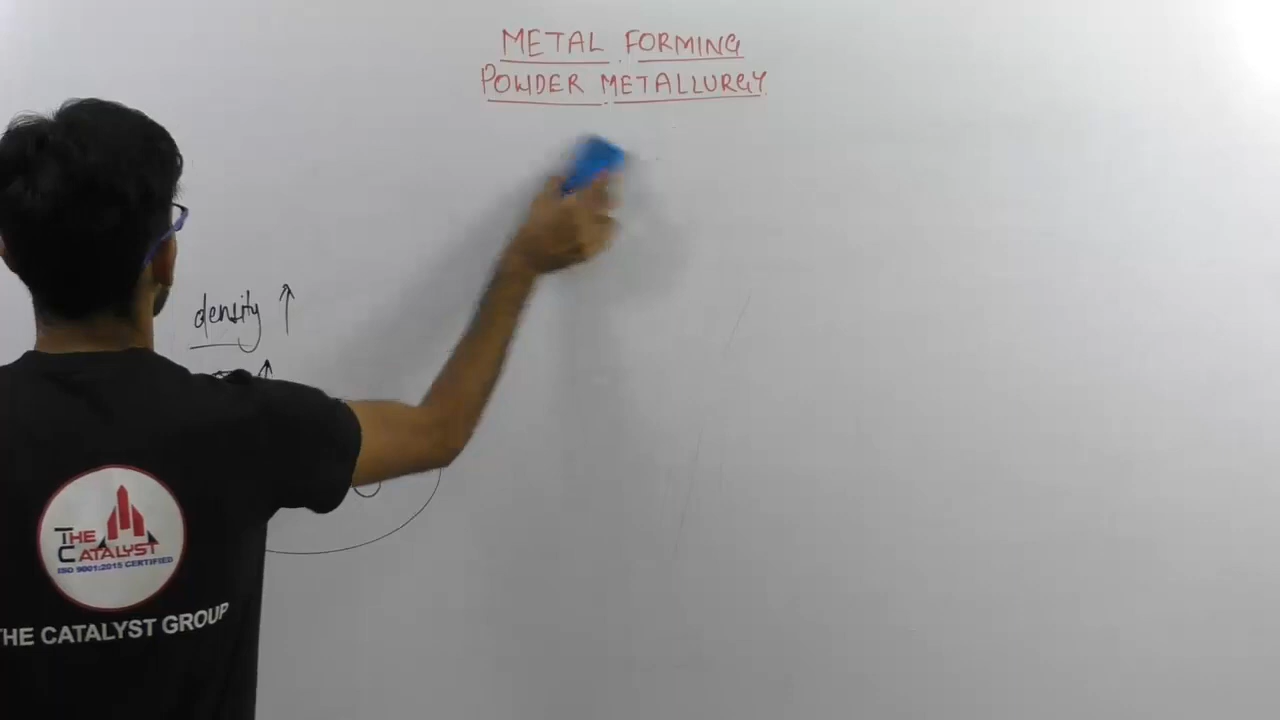 METAL FORMING
POWDER METALLURGY
density ↑
THE
CATALYST
ISO 9001:2015 CERTIFIED
THE CATALYST GROUP